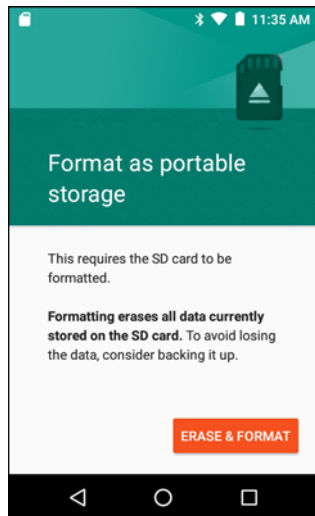 11:35 AM
Format as portable
storage
This requires the SD card to be
formatted.
Formatting erases all data currently
stored on the SD card. To avoid losing
the data, consider backing it up.
ERASE & FORMAT